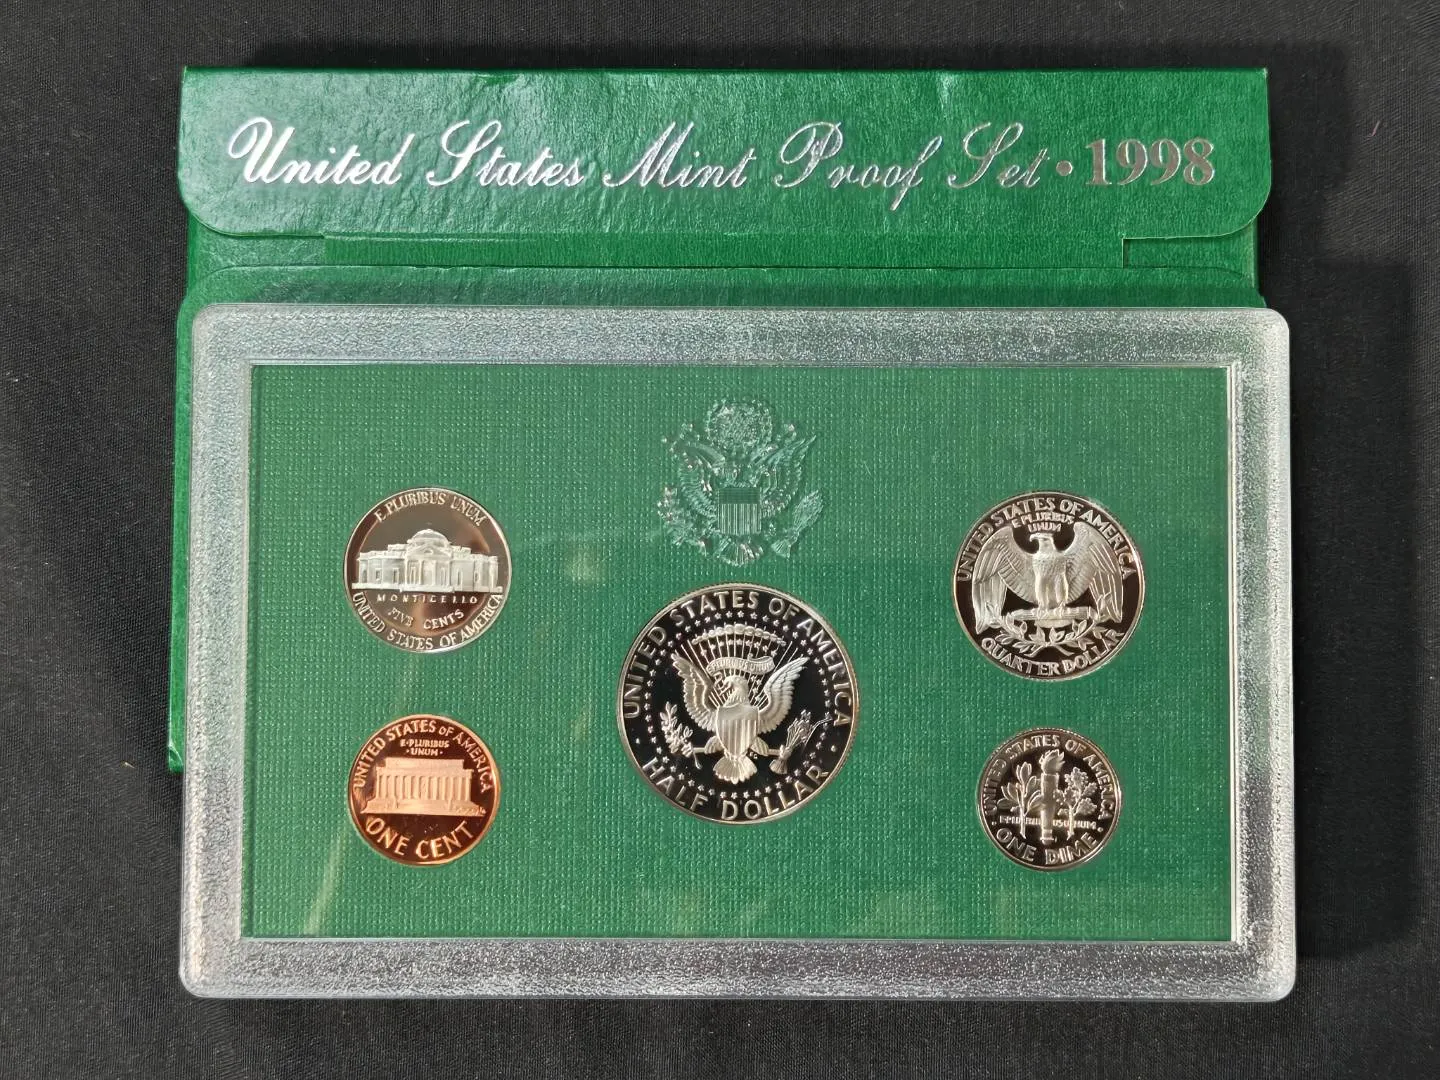 United States Mint Proof Set • 1998
E PLURIBUS UNUM
MONTICELLO
FIVE CENTS
UNITED STATES OF AMERICA
UNITED STATES OF AMERICA
E PLURIBUS UNUM
HALF DOLLAR
UNITED STATES OF AMERICA
E PLURIBUS
UNUM
QUARTER DOLLAR
UNITED STATES OF AMERICA
E·PLURIBUS
·UNUM·
ONE CENT
UNITED STATES OF AMERICA
ONE DIME